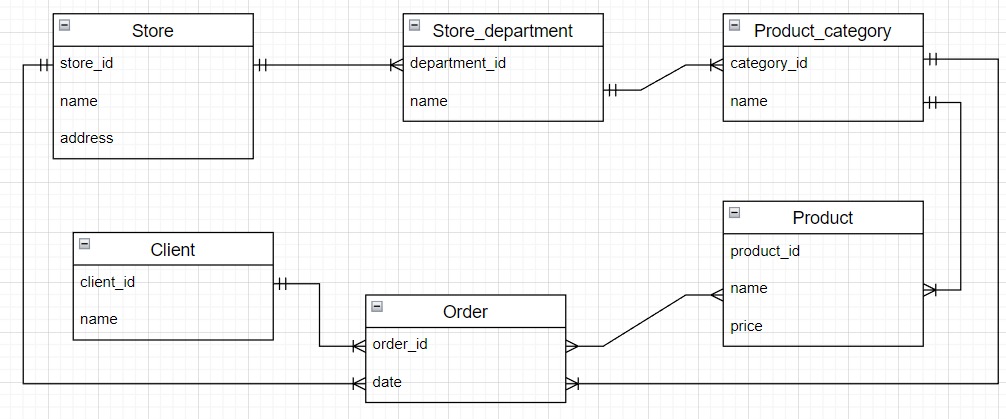 Store
store_id
name
address
Store_department
department_id
name
Product_category
category_id
name
Client
client_id
name
Order
order_id
date
Product
product_id
name
price